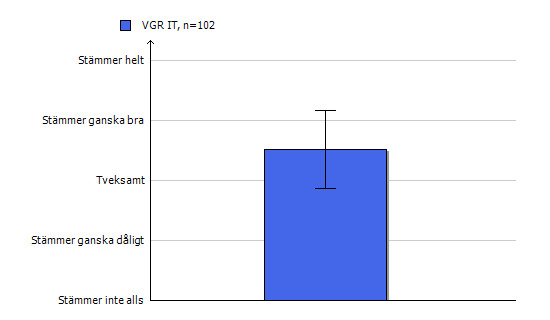 VGR IT, n=102
Stämmer helt
Stämmer ganska bra
Tveksamt
Stämmer ganska dåligt
Stämmer inte alls